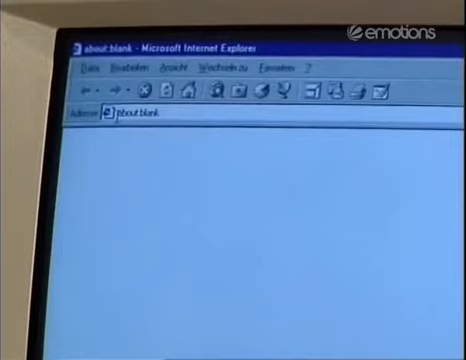 emotions
about:blank - Microsoft Internet Explorer
Datei Bearbeiten Ansicht Wechseln zu Favoriten ?
Adresse about:blank